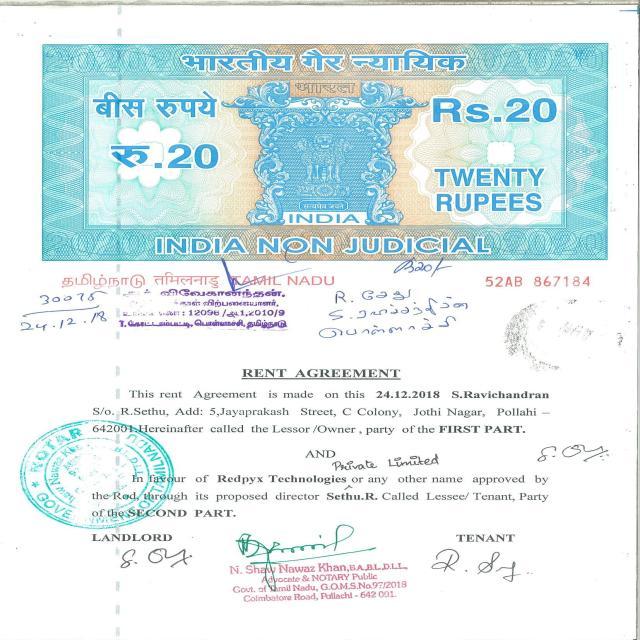 भारतीय गैर न्यायिक
भारत
बीस रुपये
Rs.20
रु.20
TWENTY
RUPEES
सत्यमेव जयते
INDIA
INDIA NON JUDICIAL
தமிழ்நாடு तमिलनाडु TAMIL NADU
52AB 867184
30075
24.12.18
விவேகானந்தன்.
12096/அ1/2010/9
T.கோட்டாம்பட்டி, பொள்ளாச்சி, தமிழ்நாடு
R. சேது
S. ரவிச்சந்திரன்
பொள்ளாச்சி
RENT AGREEMENT
This rent Agreement is made on this 24.12.2018 S.Ravichandran
S/o. R.Sethu, Add: 5,Jayaprakash Street, C Colony, Jothi Nagar, Pollahi –
642001.Hereinafter called the Lessor /Owner , party of the FIRST PART.
AND
Private Limited
In favour of Redpyx Technologies or any other name approved by
the Rod, through its proposed director Sethu.R. Called Lessee/ Tenant, Party
of the SECOND PART.
LANDLORD
TENANT
N. Shaw Nawaz Khan,B.A,B.L,D.L.L,
Advocate & NOTARY Public
Govt. of Tamil Nadu, G.O.M.S.No.97/2018
Coimbatore Road, Pollachi - 642 001.